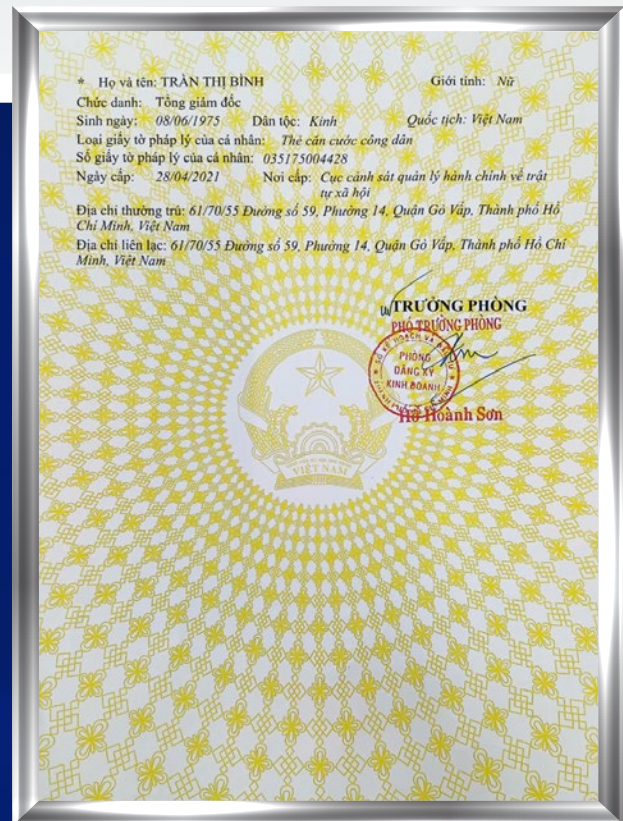 * Họ và tên: TRẦN THỊ BÌNH Giới tính: Nữ
Chức danh: Tổng giám đốc
Sinh ngày: 08/06/1975 Dân tộc: Kinh Quốc tịch: Việt Nam
Loại giấy tờ pháp lý của cá nhân: Thẻ căn cước công dân
Số giấy tờ pháp lý của cá nhân: 035175004428
Ngày cấp: 28/04/2021 Nơi cấp: Cục cảnh sát quản lý hành chính về trật
tự xã hội
Địa chỉ thường trú: 61/70/55 Đường số 59, Phường 14, Quận Gò Vấp, Thành phố Hồ
Chí Minh, Việt Nam
Địa chỉ liên lạc: 61/70/55 Đường số 59, Phường 14, Quận Gò Vấp, Thành phố Hồ Chí
Minh, Việt Nam
TRƯỞNG PHÒNG
PHÓ TRƯỞNG PHÒNG
SỞ KẾ HOẠCH VÀ ĐẦU TƯ
PHÒNG
ĐĂNG KÝ
KINH DOANH
Hồ Hoành Sơn
VIỆT NAM